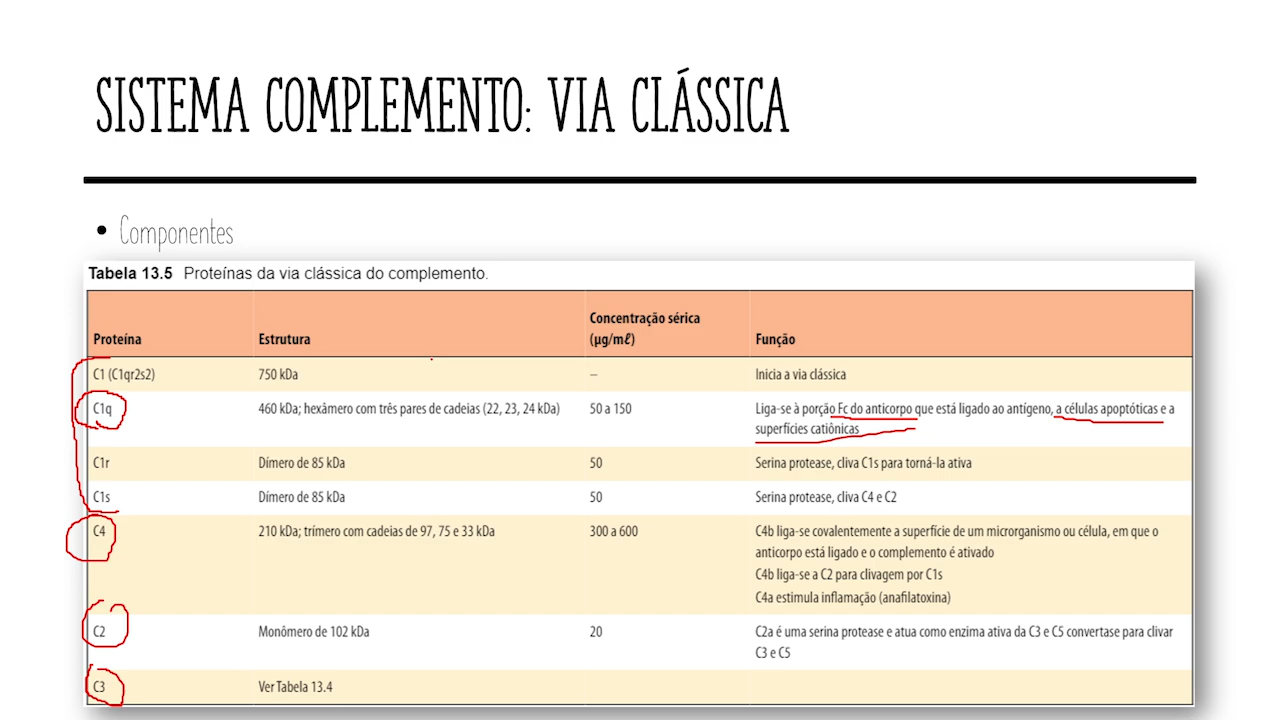 SISTEMA COMPLEMENTO: VIA CLÁSSICA
• Componentes
Tabela 13.5 Proteínas da via clássica do complemento.
Proteína Estrutura Concentração sérica (µg/mℓ) Função
C1 (C1qr2s2) 750 kDa – Inicia a via clássica
C1q 460 kDa; hexâmero com três pares de cadeias (22, 23, 24 kDa) 50 a 150 Liga-se à porção Fc do anticorpo que está ligado ao antígeno, a células apoptóticas e a
superfícies catiônicas
C1r Dímero de 85 kDa 50 Serina protease, cliva C1s para torná-la ativa
C1s Dímero de 85 kDa 50 Serina protease, cliva C4 e C2
C4 210 kDa; trímero com cadeias de 97, 75 e 33 kDa 300 a 600 C4b liga-se covalentemente a superfície de um microrganismo ou célula, em que o
anticorpo está ligado e o complemento é ativado
C4b liga-se a C2 para clivagem por C1s
C4a estimula inflamação (anafilatoxina)
C2 Monômero de 102 kDa 20 C2a é uma serina protease e atua como enzima ativa da C3 e C5 convertase para clivar
C3 e C5
C3 Ver Tabela 13.4